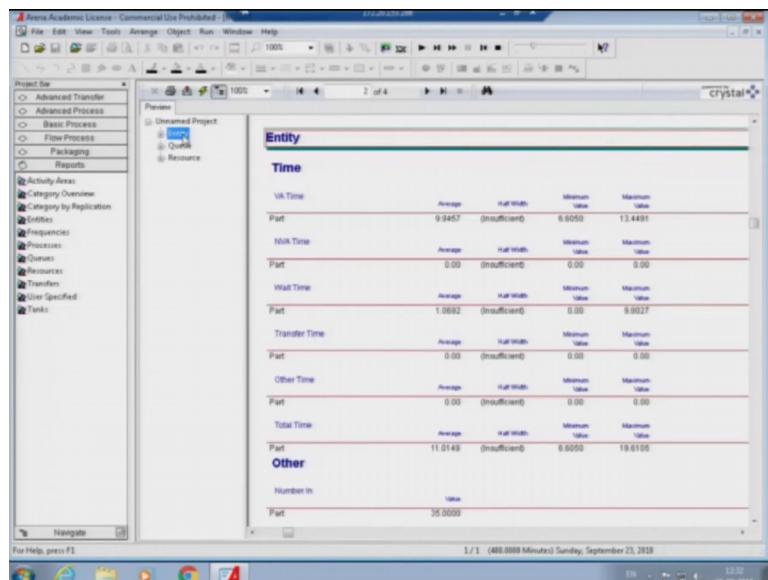 Arena Academic License - Commercial Use Prohibited - [
172.20.157.266
File Edit View Tools Arrange Object Run Window Help
100%
Project Bar
Advanced Transfer
Advanced Process
Basic Process
Flow Process
Packaging
Reports
Activity Areas
Category Overview
Category by Replication
Entities
Frequencies
Processes
Queues
Resources
Transfers
User Specified
Tanks
Navigate
100%
2 of 4
crystal
Preview
Unnamed Project
Entity
Queue
Resource
Entity
Time
VA Time Average Half Width Minimum Value Maximum Value
Part 9.9457 (Insufficient) 6.6050 13.4491
NVA Time Average Half Width Minimum Value Maximum Value
Part 0.00 (Insufficient) 0.00 0.00
Wait Time Average Half Width Minimum Value Maximum Value
Part 1.0692 (Insufficient) 0.00 9.8027
Transfer Time Average Half Width Minimum Value Maximum Value
Part 0.00 (Insufficient) 0.00 0.00
Other Time Average Half Width Minimum Value Maximum Value
Part 0.00 (Insufficient) 0.00 0.00
Total Time Average Half Width Minimum Value Maximum Value
Part 11.0149 (Insufficient) 6.6050 19.6105
Other
Number In Value
Part 35.0000
For Help, press F1
1/1 (480.0000 Minutes) Sunday, September 23, 2018
EN
12:32